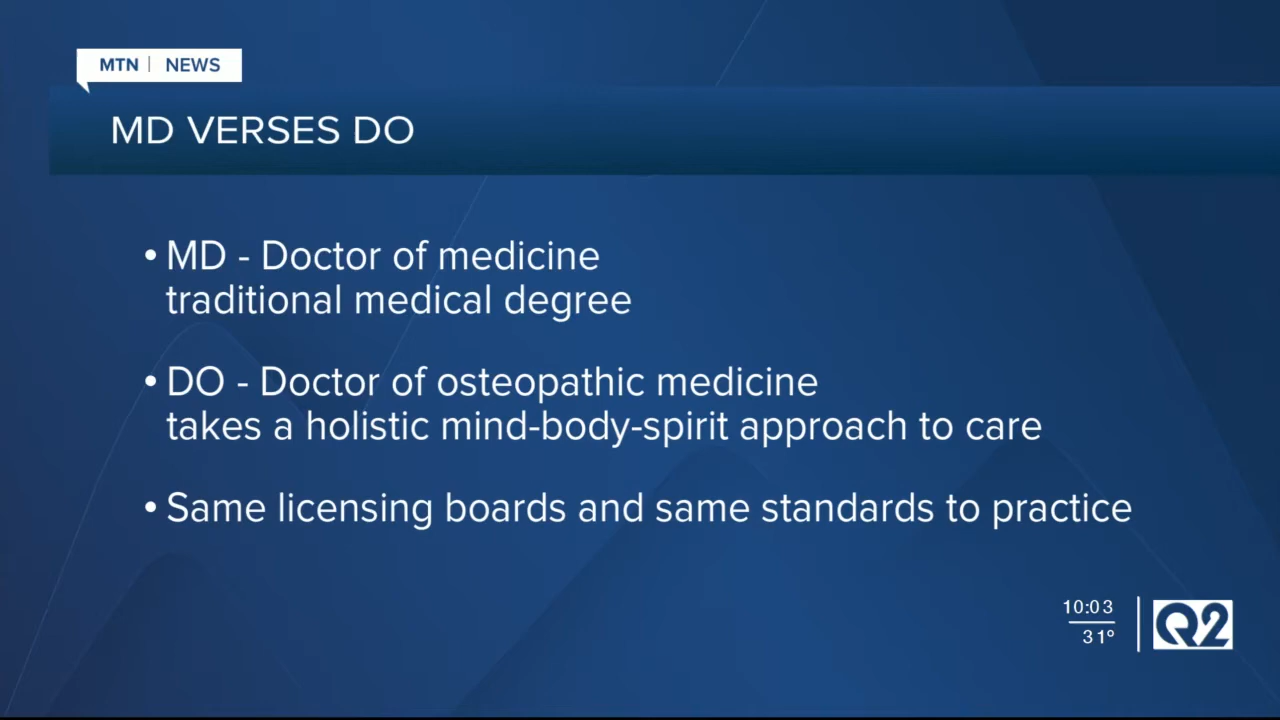 MTN | NEWS
MD VERSES DO
• MD - Doctor of medicine
traditional medical degree
• DO - Doctor of osteopathic medicine
takes a holistic mind-body-spirit approach to care
• Same licensing boards and same standards to practice
10:03
31°
Q2